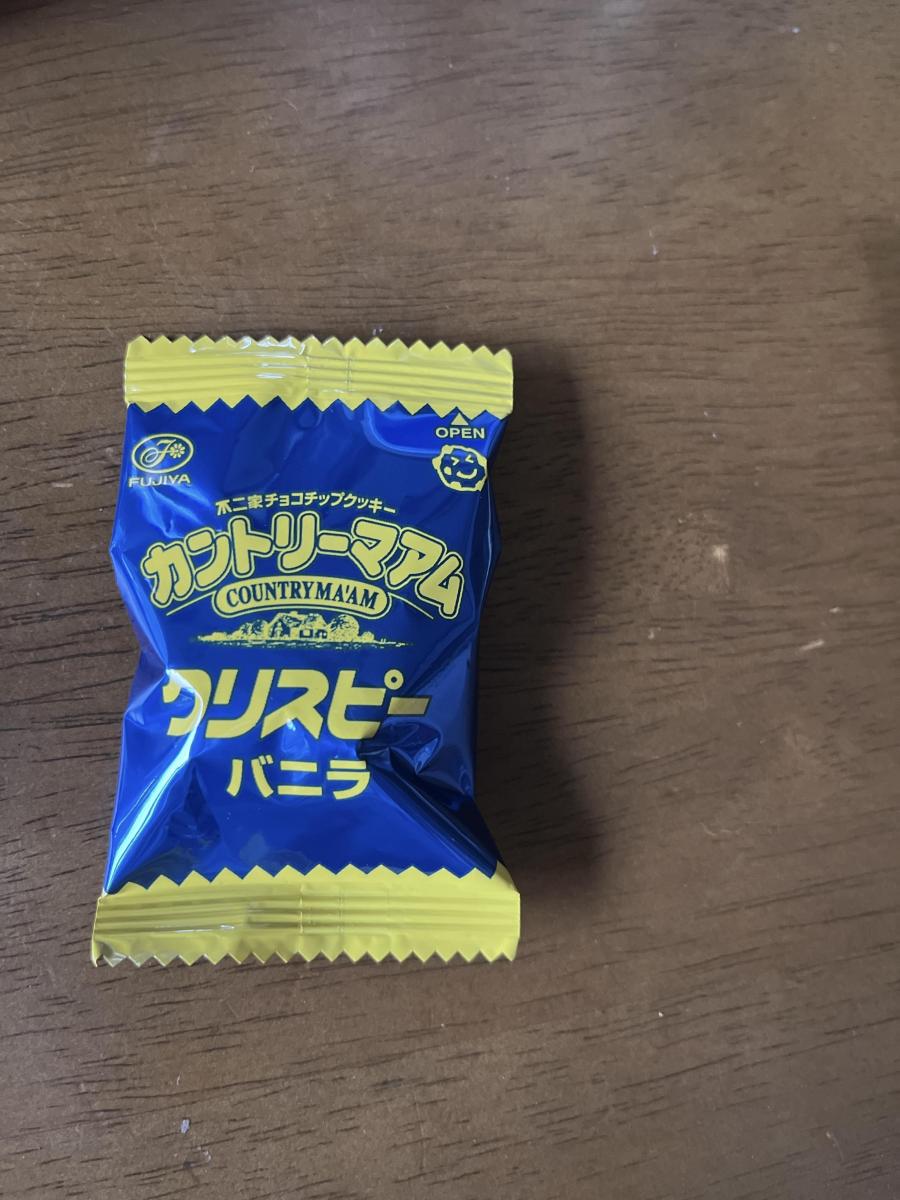 OPEN
FUJIYA
不二家チョコチップクッキー
カントリーマアム
COUNTRYMA'AM
クリスピー
バニラ